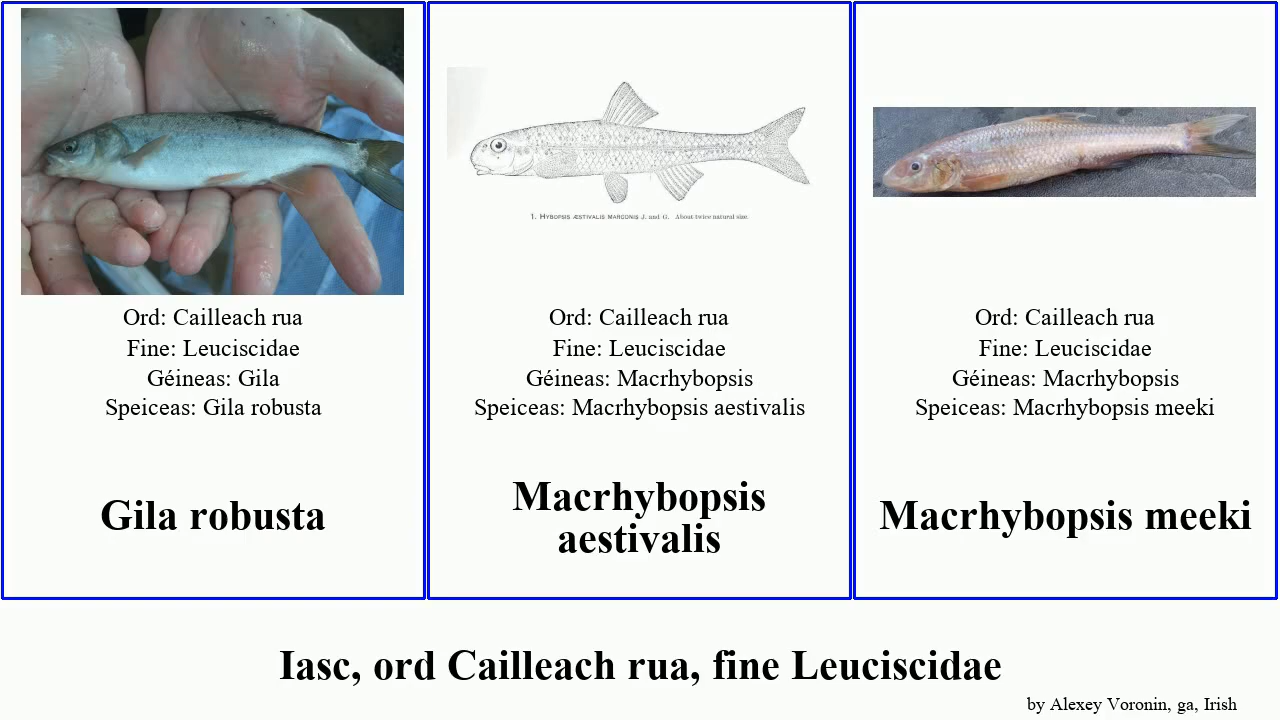 1. HYBOPSIS ÆSTIVALIS MARCONIS J. and G. About twice natural size.
Ord: Cailleach rua
Fine: Leuciscidae
Géineas: Gila
Speiceas: Gila robusta
Gila robusta
Ord: Cailleach rua
Fine: Leuciscidae
Géineas: Macrhybopsis
Speiceas: Macrhybopsis aestivalis
Macrhybopsis
aestivalis
Ord: Cailleach rua
Fine: Leuciscidae
Géineas: Macrhybopsis
Speiceas: Macrhybopsis meeki
Macrhybopsis meeki
Iasc, ord Cailleach rua, fine Leuciscidae
by Alexey Voronin, ga, Irish